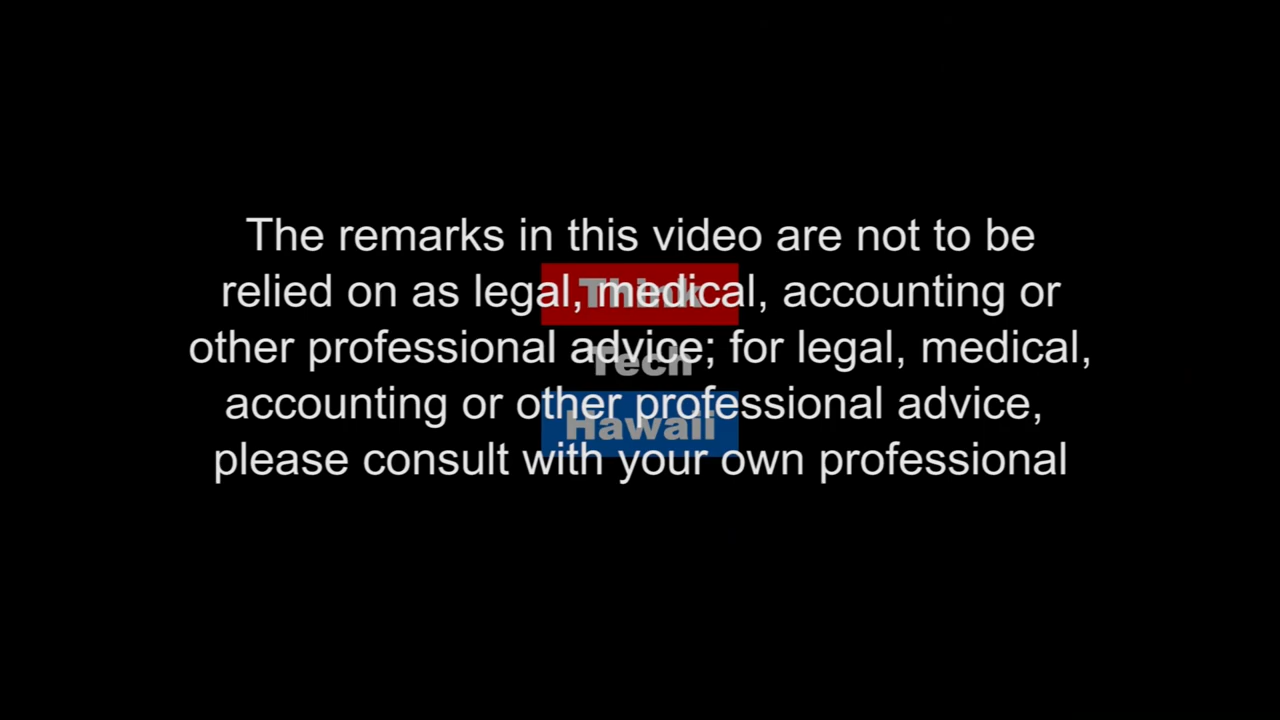 The remarks in this video are not to be
relied on as legal, medical, accounting or
other professional advice; for legal, medical,
accounting or other professional advice,
please consult with your own professional
Think
Tech
Hawaii